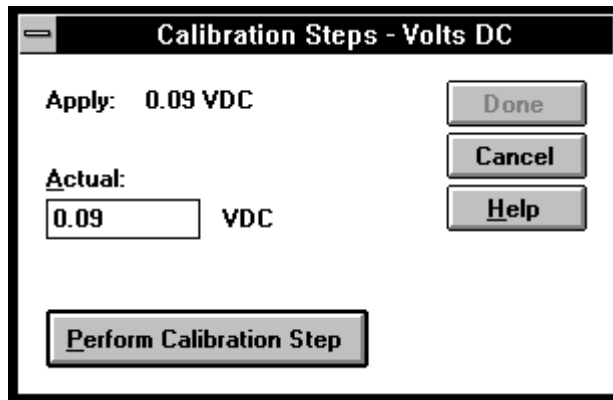 Calibration Steps - Volts DC
Apply: 0.09 VDC
Done
Cancel
Actual:
0.09 VDC
Help
Perform Calibration Step